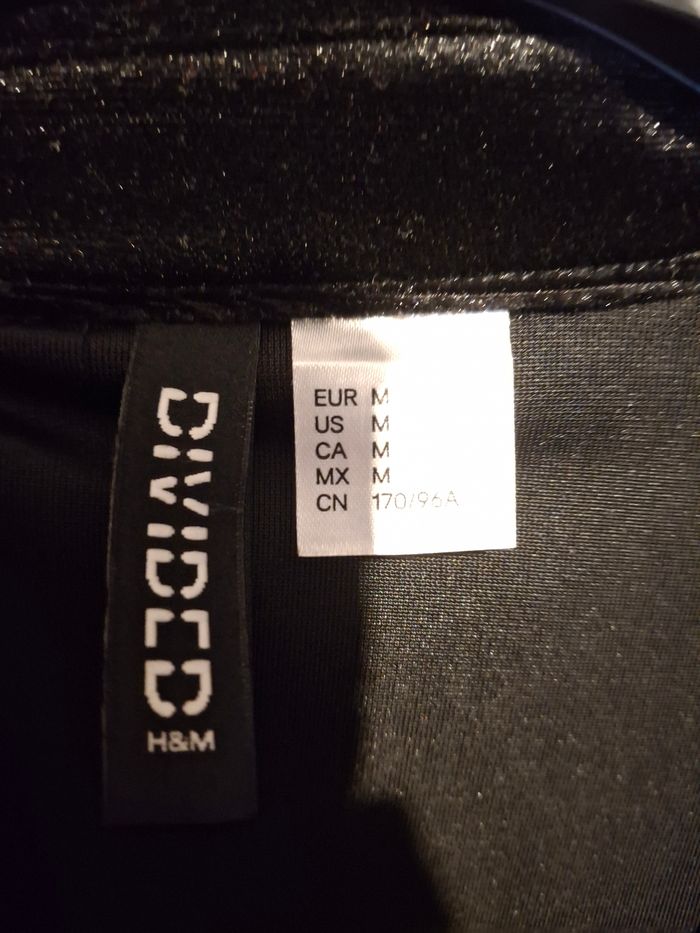 DIVIDED
H&M
EUR M
US M
CA M
MX M
CN 170/96A